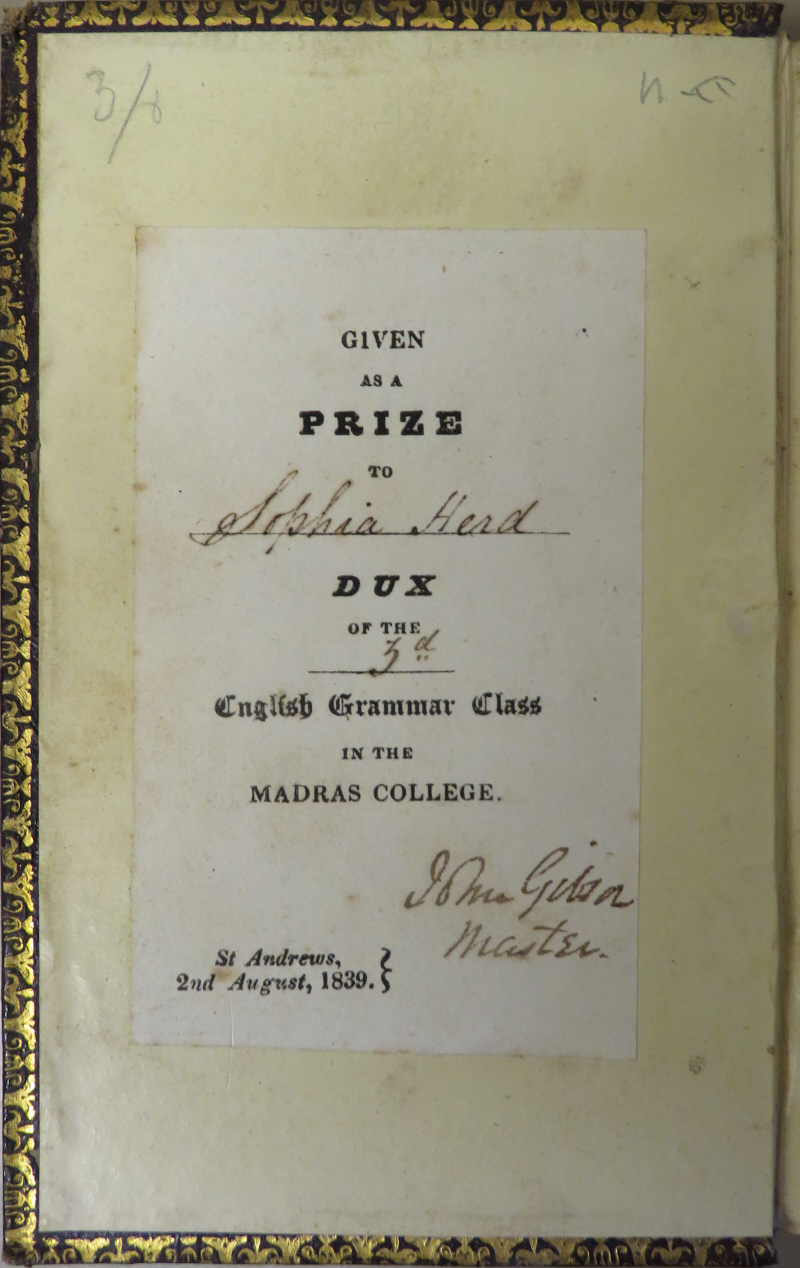 3/
GIVEN
AS A
PRIZE
TO
Sophia Herd
DUX
OF THE
3d
English Grammar Class
IN THE
MADRAS COLLEGE.
John Gibson
Master.
St Andrews,
2nd August, 1839.